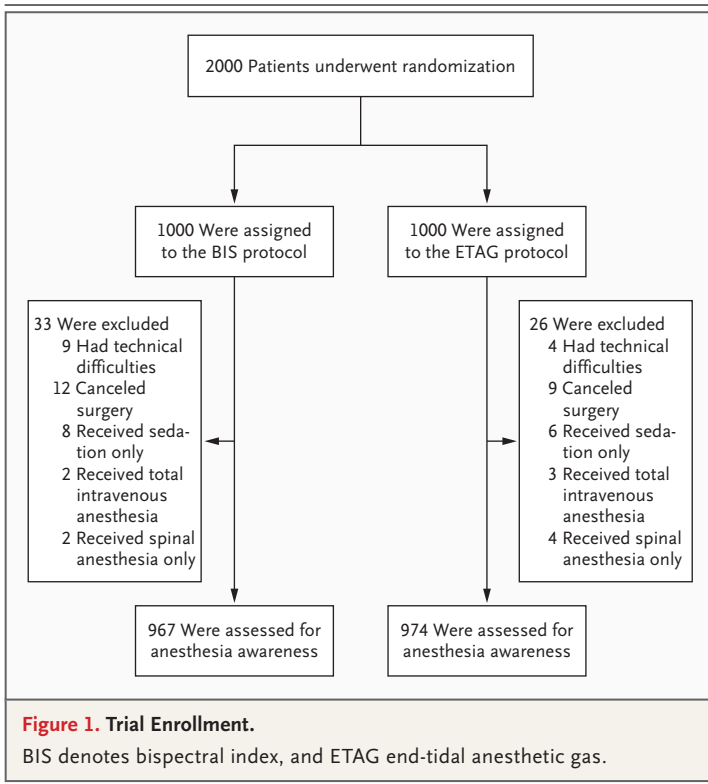 2000 Patients underwent randomization
1000 Were assigned
to the BIS protocol
1000 Were assigned
to the ETAG protocol
33 Were excluded
9 Had technical
difficulties
12 Canceled
surgery
8 Received seda-
tion only
2 Received total
intravenous
anesthesia
2 Received spinal
anesthesia only
26 Were excluded
4 Had technical
difficulties
9 Canceled
surgery
6 Received seda-
tion only
3 Received total
intravenous
anesthesia
4 Received spinal
anesthesia only
967 Were assessed for
anesthesia awareness
974 Were assessed for
anesthesia awareness
Figure 1. Trial Enrollment.
BIS denotes bispectral index, and ETAG end-tidal anesthetic gas.